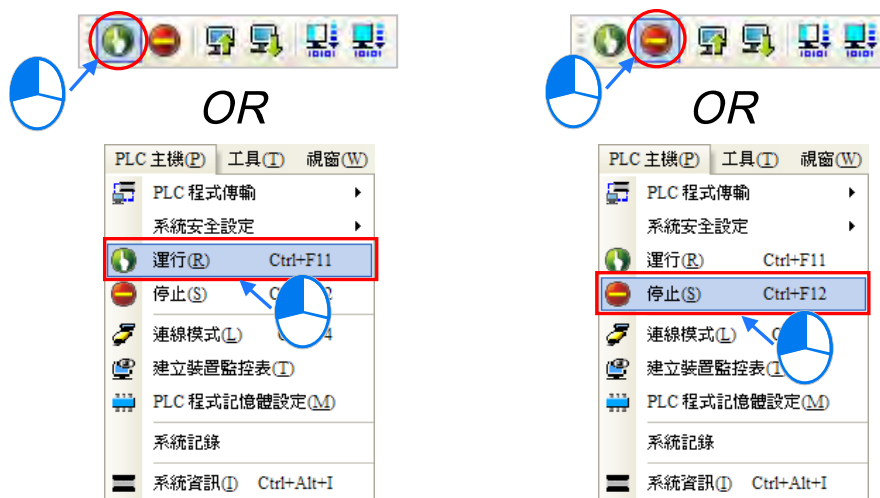 OR
PLC 主機(P) 工具(T) 視窗(W)
PLC 程式傳輸
系統安全設定
運行(R) Ctrl+F11
停止(S)
連線模式(L)
建立裝置監控表(T)
PLC 程式記憶體設定(M)
系統記錄
系統資訊(I) Ctrl+Alt+I
OR
PLC 主機(P) 工具(T) 視窗(W)
PLC 程式傳輸
系統安全設定
運行(R) Ctrl+F11
停止(S) Ctrl+F12
連線模式(L)
建立裝置監控表(T)
PLC 程式記憶體設定(M)
系統記錄
系統資訊(I) Ctrl+Alt+I